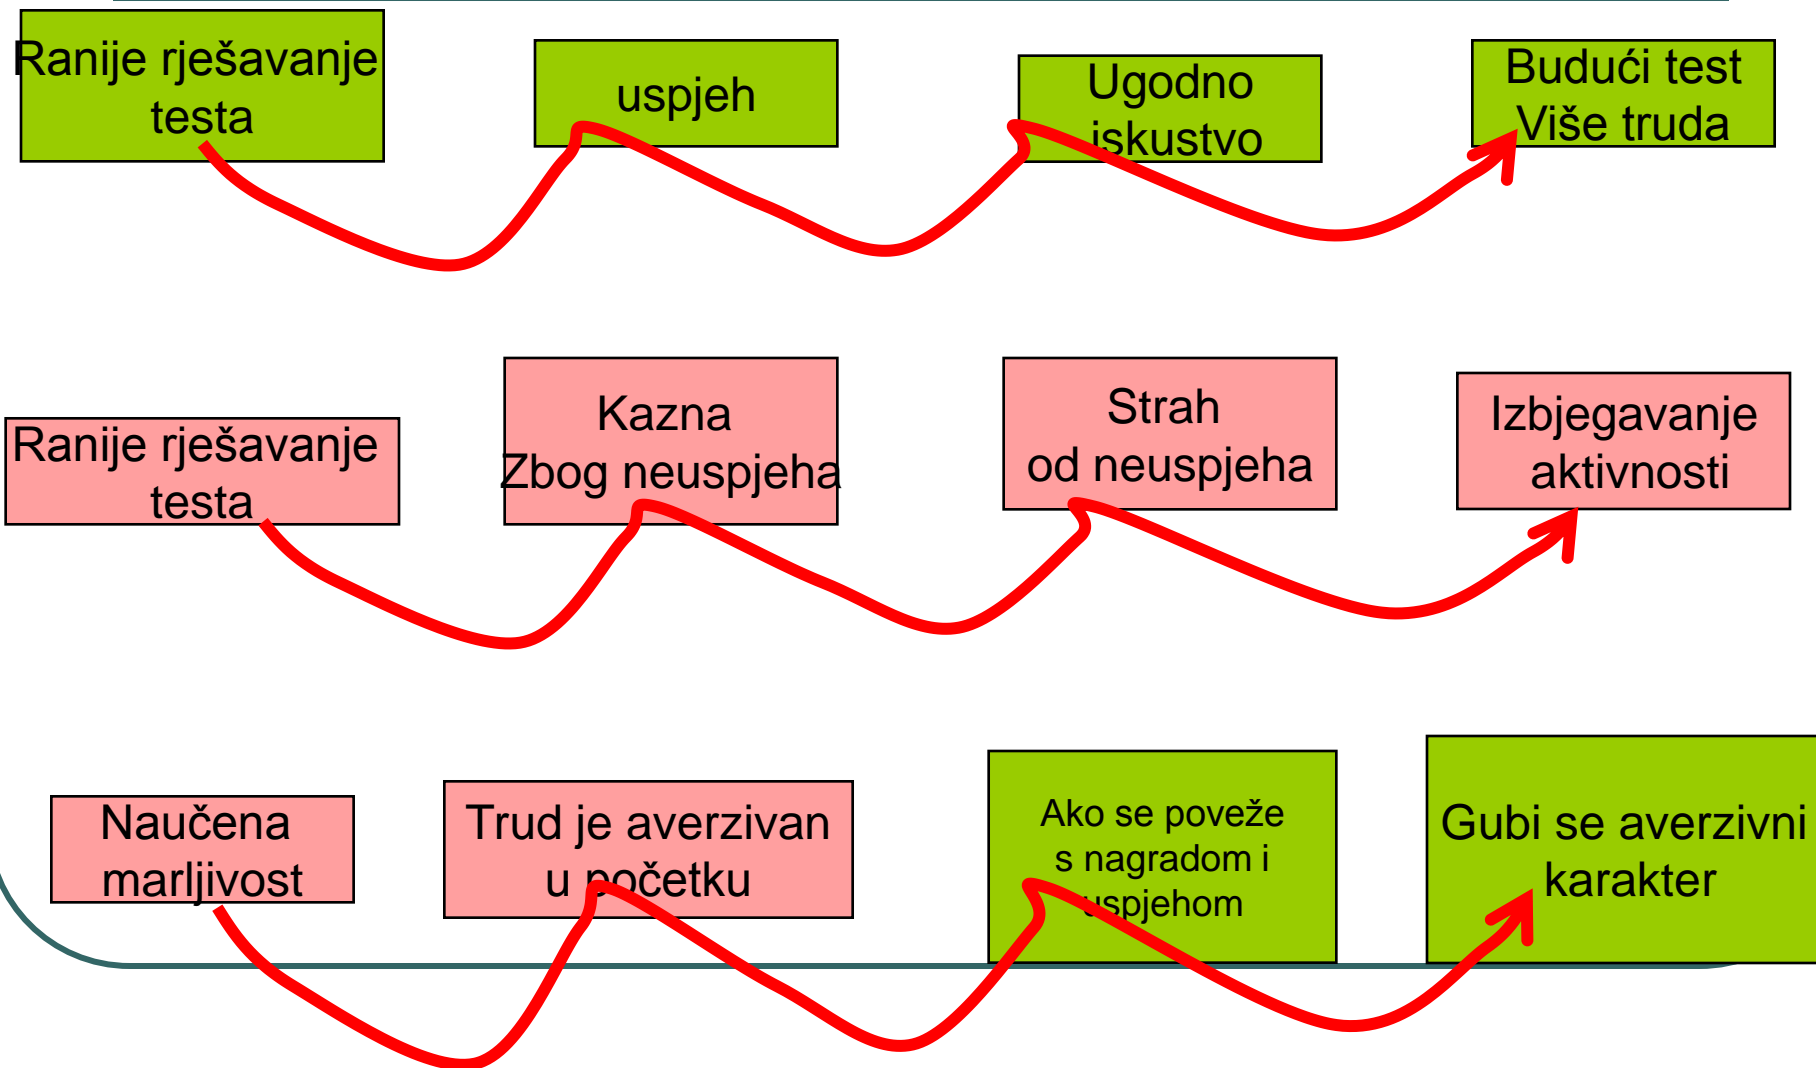 Ranije rješavanje
testa
uspjeh
Ugodno
iskustvo
Budući test
Više truda
Ranije rješavanje
testa
Kazna
Zbog neuspjeha
Strah
od neuspjeha
Izbjegavanje
aktivnosti
Naučena
marljivost
Trud je averzivan
u početku
Ako se poveže
s nagradom i
uspjehom
Gubi se averzivni
karakter